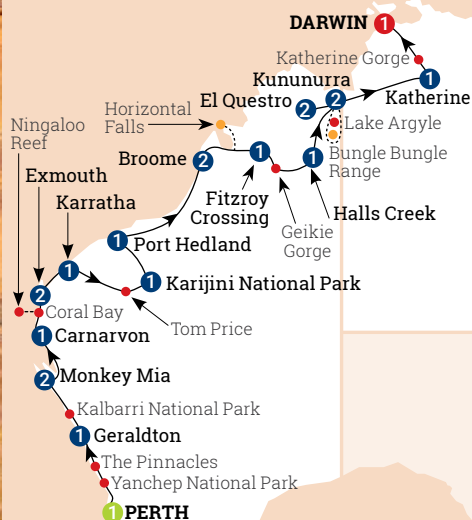 DARWIN 1
Katherine Gorge
Kununurra
1
El Questro 2 2
Katherine
Horizontal
Falls
Lake Argyle
Ningaloo
Reef
Broome 2
1
1
Bungle Bungle
Range
Exmouth
Fitzroy
Crossing
Halls Creek
Karratha
Geikie
Gorge
1 Port Hedland
1
1 Karijini National Park
2
Coral Bay
Tom Price
1 Carnarvon
2 Monkey Mia
Kalbarri National Park
1 Geraldton
The Pinnacles
Yanchep National Park
1 PERTH